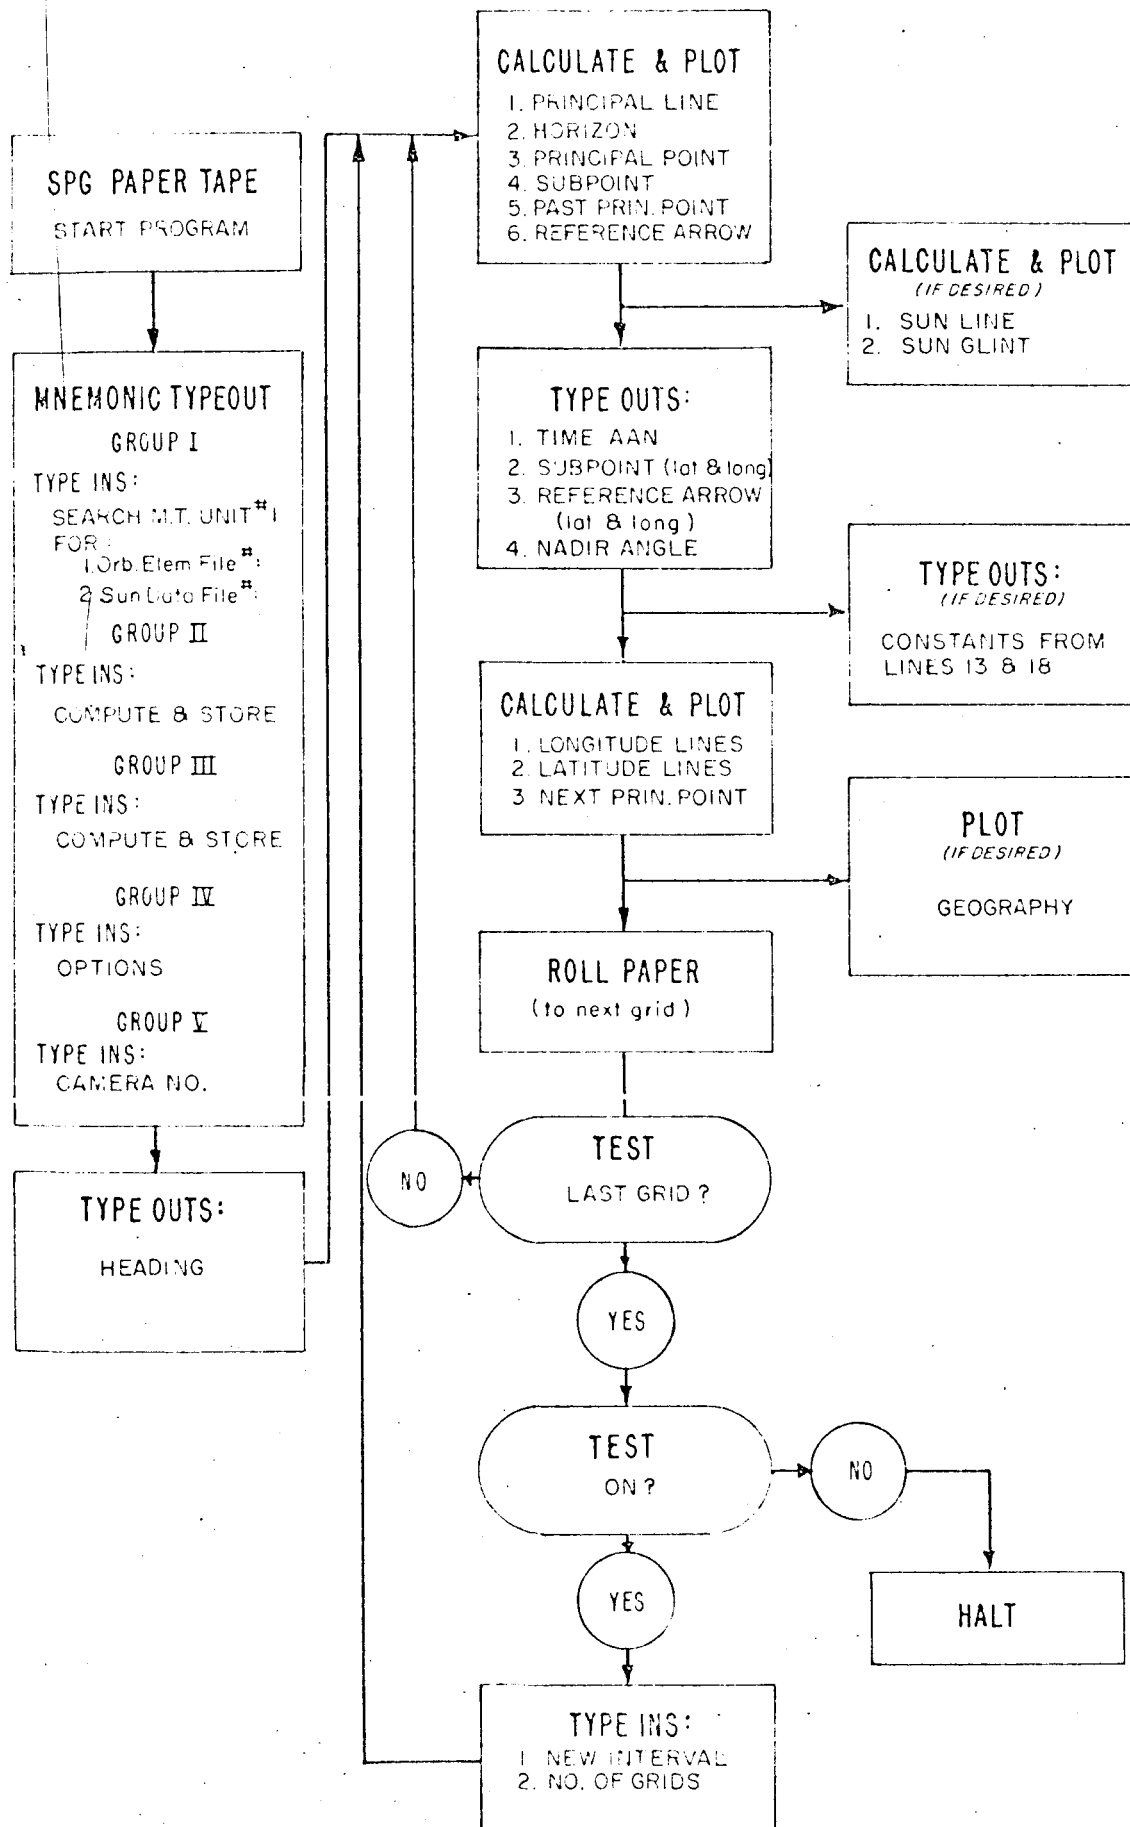 SPG PAPER TAPE
START PROGRAM
MNEMONIC TYPEOUT
GROUP I
TYPE INS:
SEARCH M.T. UNIT #1
FOR:
1. Orb. Elem File #:
2. Sun Data File #:
GROUP II
TYPE INS:
COMPUTE & STORE
GROUP III
TYPE INS:
COMPUTE & STORE
GROUP IV
TYPE INS:
OPTIONS
GROUP V
TYPE INS:
CAMERA NO.
TYPE OUTS:
HEADING
CALCULATE & PLOT
1. PRINCIPAL LINE
2. HORIZON
3. PRINCIPAL POINT
4. SUBPOINT
5. PAST PRIN. POINT
6. REFERENCE ARROW
CALCULATE & PLOT
(IF DESIRED)
1. SUN LINE
2. SUN GLINT
TYPE OUTS:
1. TIME AAN
2. SUBPOINT (lat & long)
3. REFERENCE ARROW
(lat & long)
4. NADIR ANGLE
TYPE OUTS:
(IF DESIRED)
CONSTANTS FROM
LINES 13 & 18
CALCULATE & PLOT
1. LONGITUDE LINES
2. LATITUDE LINES
3 NEXT PRIN. POINT
PLOT
(IF DESIRED)
GEOGRAPHY
ROLL PAPER
(to next grid)
TEST
LAST GRID ?
NO
YES
TEST
ON ?
NO
YES
HALT
TYPE INS:
1 NEW INTERVAL
2. NO. OF GRIDS